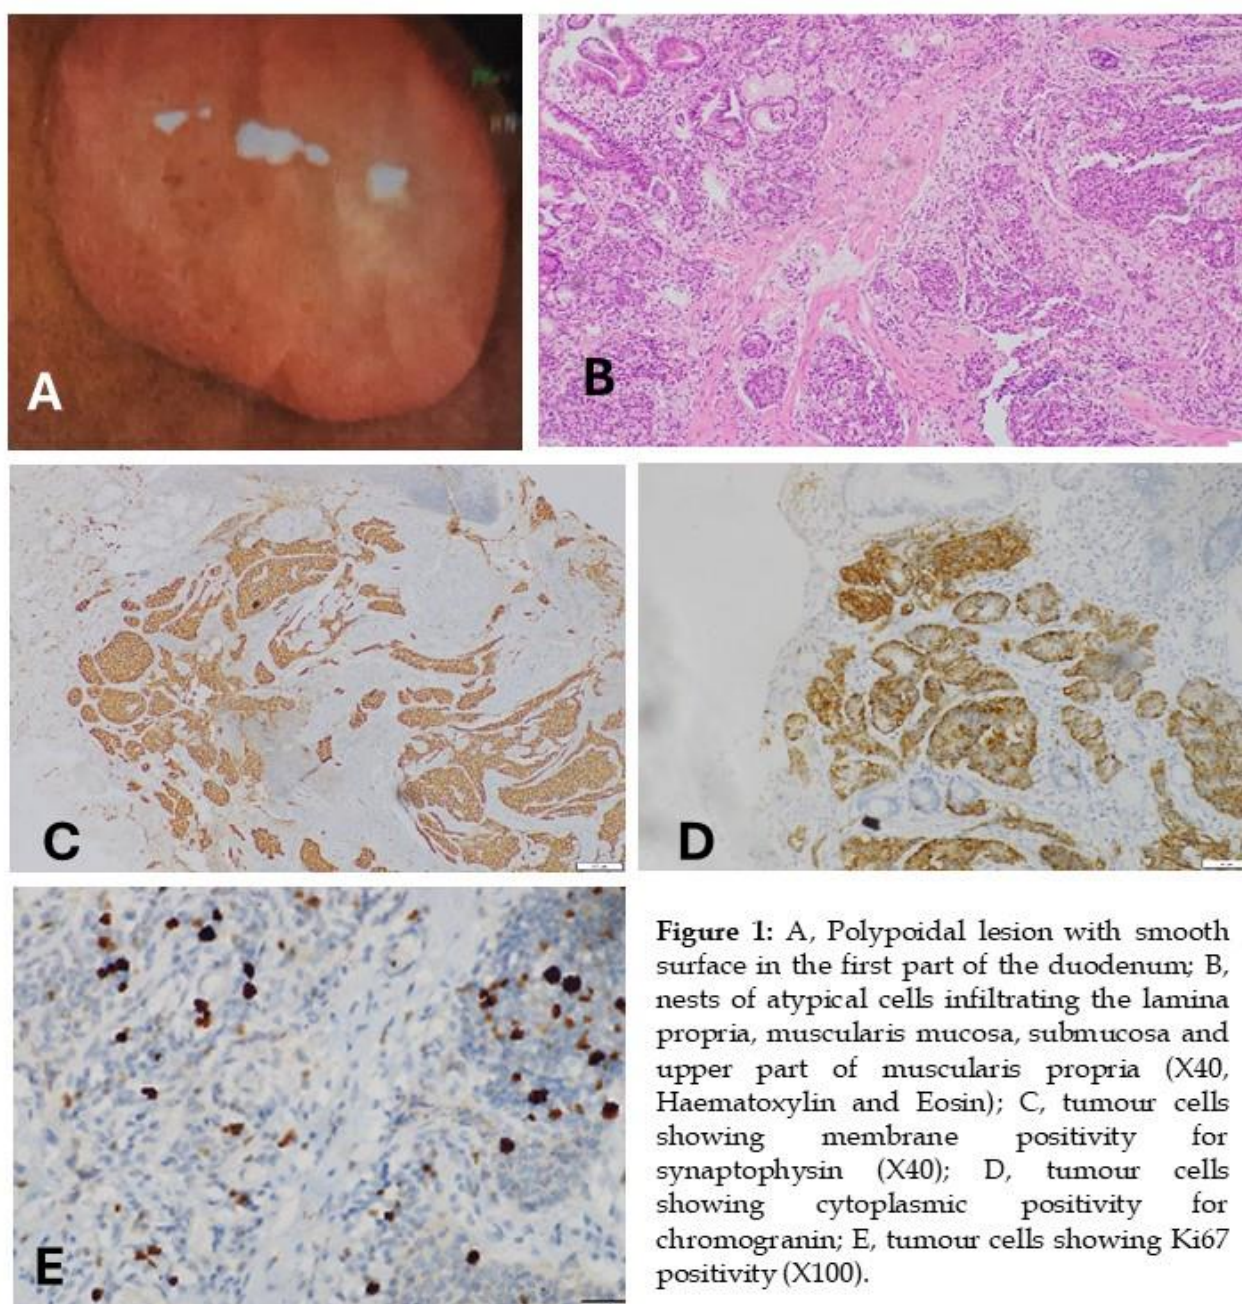 A
B
C
D
E
Figure 1: A, Polypoidal lesion with smooth
surface in the first part of the duodenum; B,
nests of atypical cells infiltrating the lamina
propria, muscularis mucosa, submucosa and
upper part of muscularis propria (X40,
Haematoxylin and Eosin); C, tumour cells
showing membrane positivity for
synaptophysin (X40); D, tumour cells
showing cytoplasmic positivity for
chromogranin; E, tumour cells showing Ki67
positivity (X100).